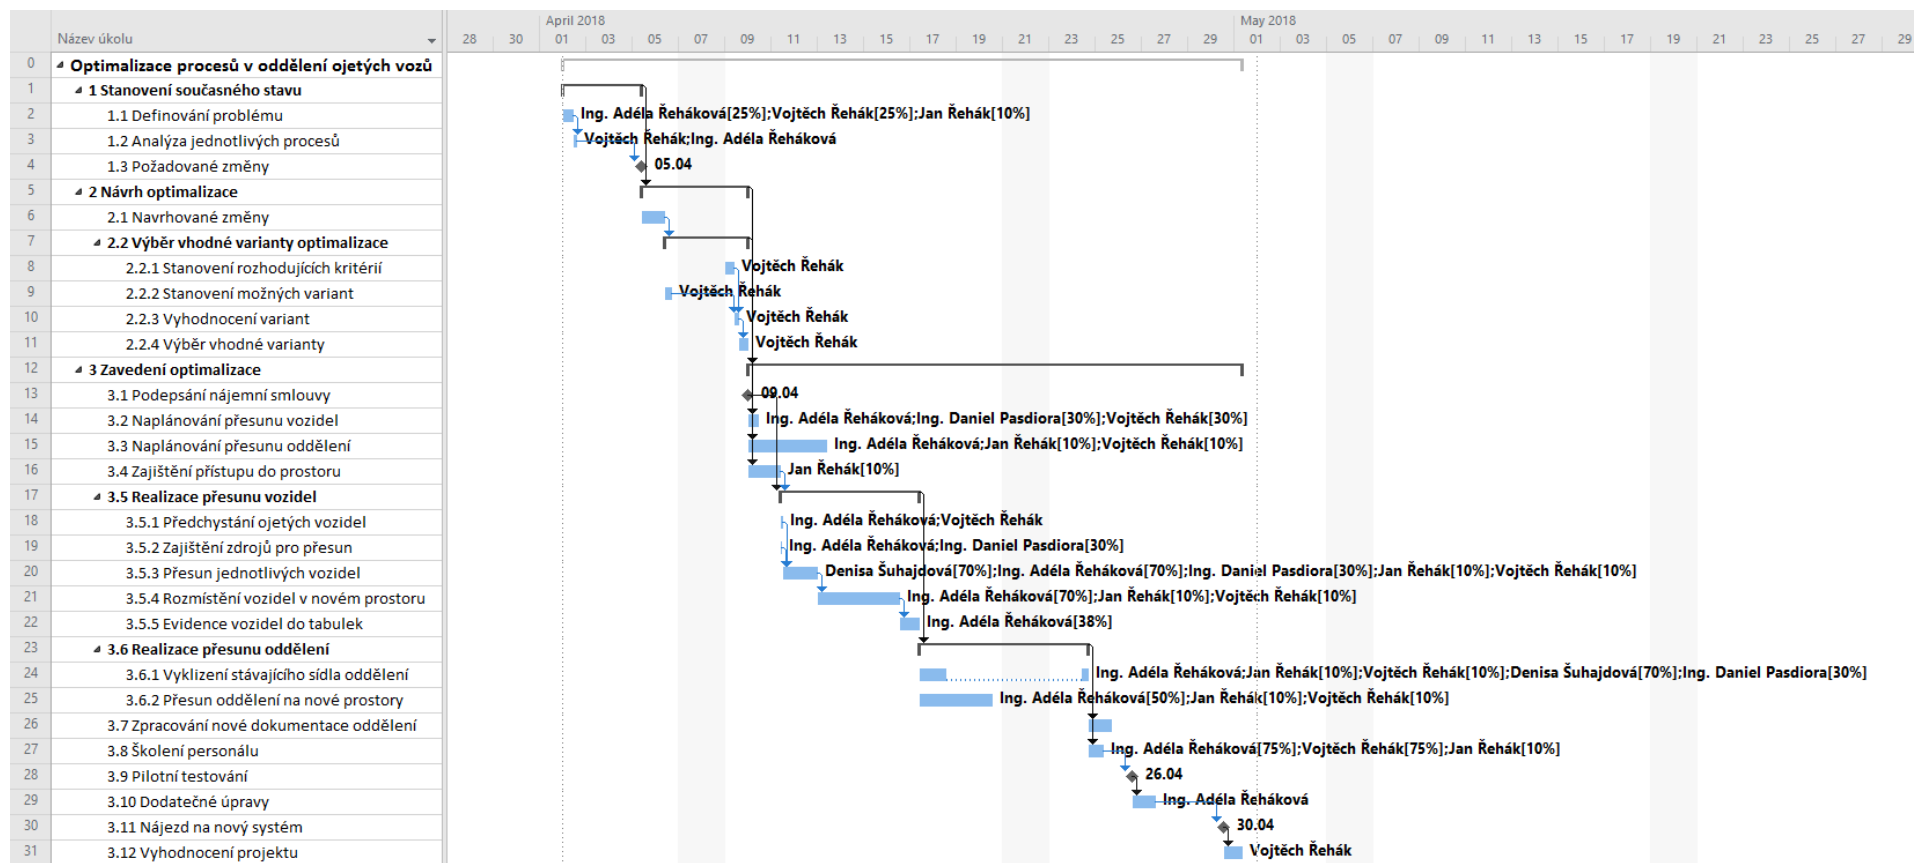 April 2018 May 2018
Název úkolu 28 30 01 03 05 07 09 11 13 15 17 19 21 23 25 27 29 01 03 05 07 09 11 13 15 17 19 21 23 25 27 29
0 Optimalizace procesů v oddělení ojetých vozů
1 1 Stanovení současného stavu
2 1.1 Definování problému Ing. Adéla Řeháková[25%];Vojtěch Řehák[25%];Jan Řehák[10%]
3 1.2 Analýza jednotlivých procesů Vojtěch Řehák;Ing. Adéla Řeháková
4 1.3 Požadované změny 05.04
5 2 Návrh optimalizace
6 2.1 Navrhované změny
7 2.2 Výběr vhodné varianty optimalizace
8 2.2.1 Stanovení rozhodujících kritérií Vojtěch Řehák
9 2.2.2 Stanovení možných variant Vojtěch Řehák
10 2.2.3 Vyhodnocení variant Vojtěch Řehák
11 2.2.4 Výběr vhodné varianty Vojtěch Řehák
12 3 Zavedení optimalizace
13 3.1 Podepsání nájemní smlouvy 09.04
14 3.2 Naplánování přesunu vozidel Ing. Adéla Řeháková;Ing. Daniel Pasdiora[30%];Vojtěch Řehák[30%]
15 3.3 Naplánování přesunu oddělení Ing. Adéla Řeháková;Jan Řehák[10%];Vojtěch Řehák[10%]
16 3.4 Zajištění přístupu do prostoru Jan Řehák[10%]
17 3.5 Realizace přesunu vozidel
18 3.5.1 Předchystání ojetých vozidel Ing. Adéla Řeháková;Vojtěch Řehák
19 3.5.2 Zajištění zdrojů pro přesun Ing. Adéla Řeháková;Ing. Daniel Pasdiora[30%]
20 3.5.3 Přesun jednotlivých vozidel Denisa Šuhajdová[70%];Ing. Adéla Řeháková[70%];Ing. Daniel Pasdiora[30%];Jan Řehák[10%];Vojtěch Řehák[10%]
21 3.5.4 Rozmístění vozidel v novém prostoru Ing. Adéla Řeháková[70%];Jan Řehák[10%];Vojtěch Řehák[10%]
22 3.5.5 Evidence vozidel do tabulek Ing. Adéla Řeháková[38%]
23 3.6 Realizace přesunu oddělení
24 3.6.1 Vyklizení stávajícího sídla oddělení Ing. Adéla Řeháková;Jan Řehák[10%];Vojtěch Řehák[10%];Denisa Šuhajdová[70%];Ing. Daniel Pasdiora[30%]
25 3.6.2 Přesun oddělení na nové prostory Ing. Adéla Řeháková[50%];Jan Řehák[10%];Vojtěch Řehák[10%]
26 3.7 Zpracování nové dokumentace oddělení
27 3.8 Školení personálu Ing. Adéla Řeháková[75%];Vojtěch Řehák[75%];Jan Řehák[10%]
28 3.9 Pilotní testování 26.04
29 3.10 Dodatečné úpravy Ing. Adéla Řeháková
30 3.11 Nájezd na nový systém 30.04
31 3.12 Vyhodnocení projektu Vojtěch Řehák